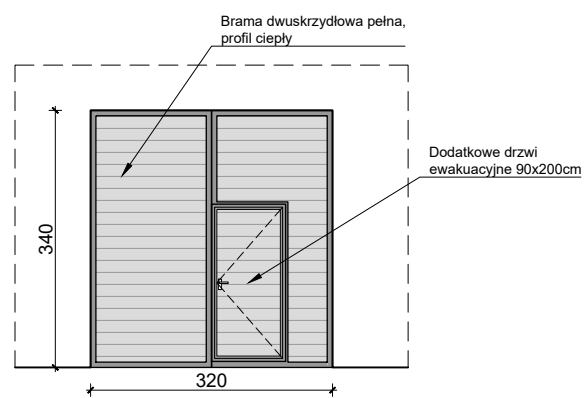 Brama dwuskrzydłowa pełna,
profil ciepły
Dodatkowe drzwi
ewakuacyjne 90x200cm
340
320